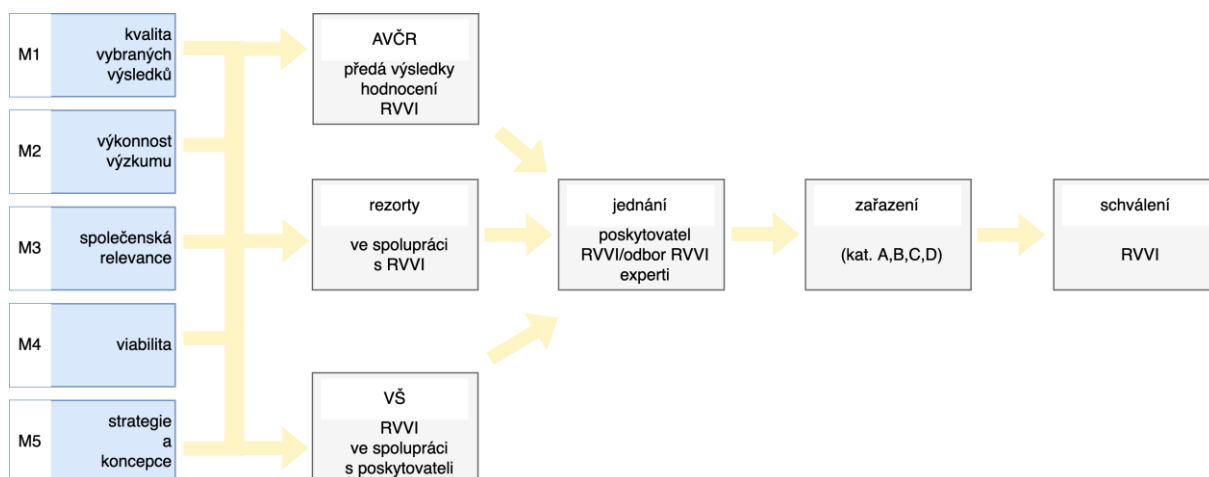 M1
kvalita
vybraných
výsledků
M2
výkonnost
výzkumu
M3
společenská
relevance
M4
viabilita
M5
strategie
a
koncepce
AVČR
předá výsledky
hodnocení
RVVI
rezorty
ve spolupráci
s RVVI
VŠ
RVVI
ve spolupráci
s poskytovateli
jednání
poskytovatel
RVVI/odbor RVVI
experti
zařazení
(kat. A,B,C,D)
schválení
RVVI